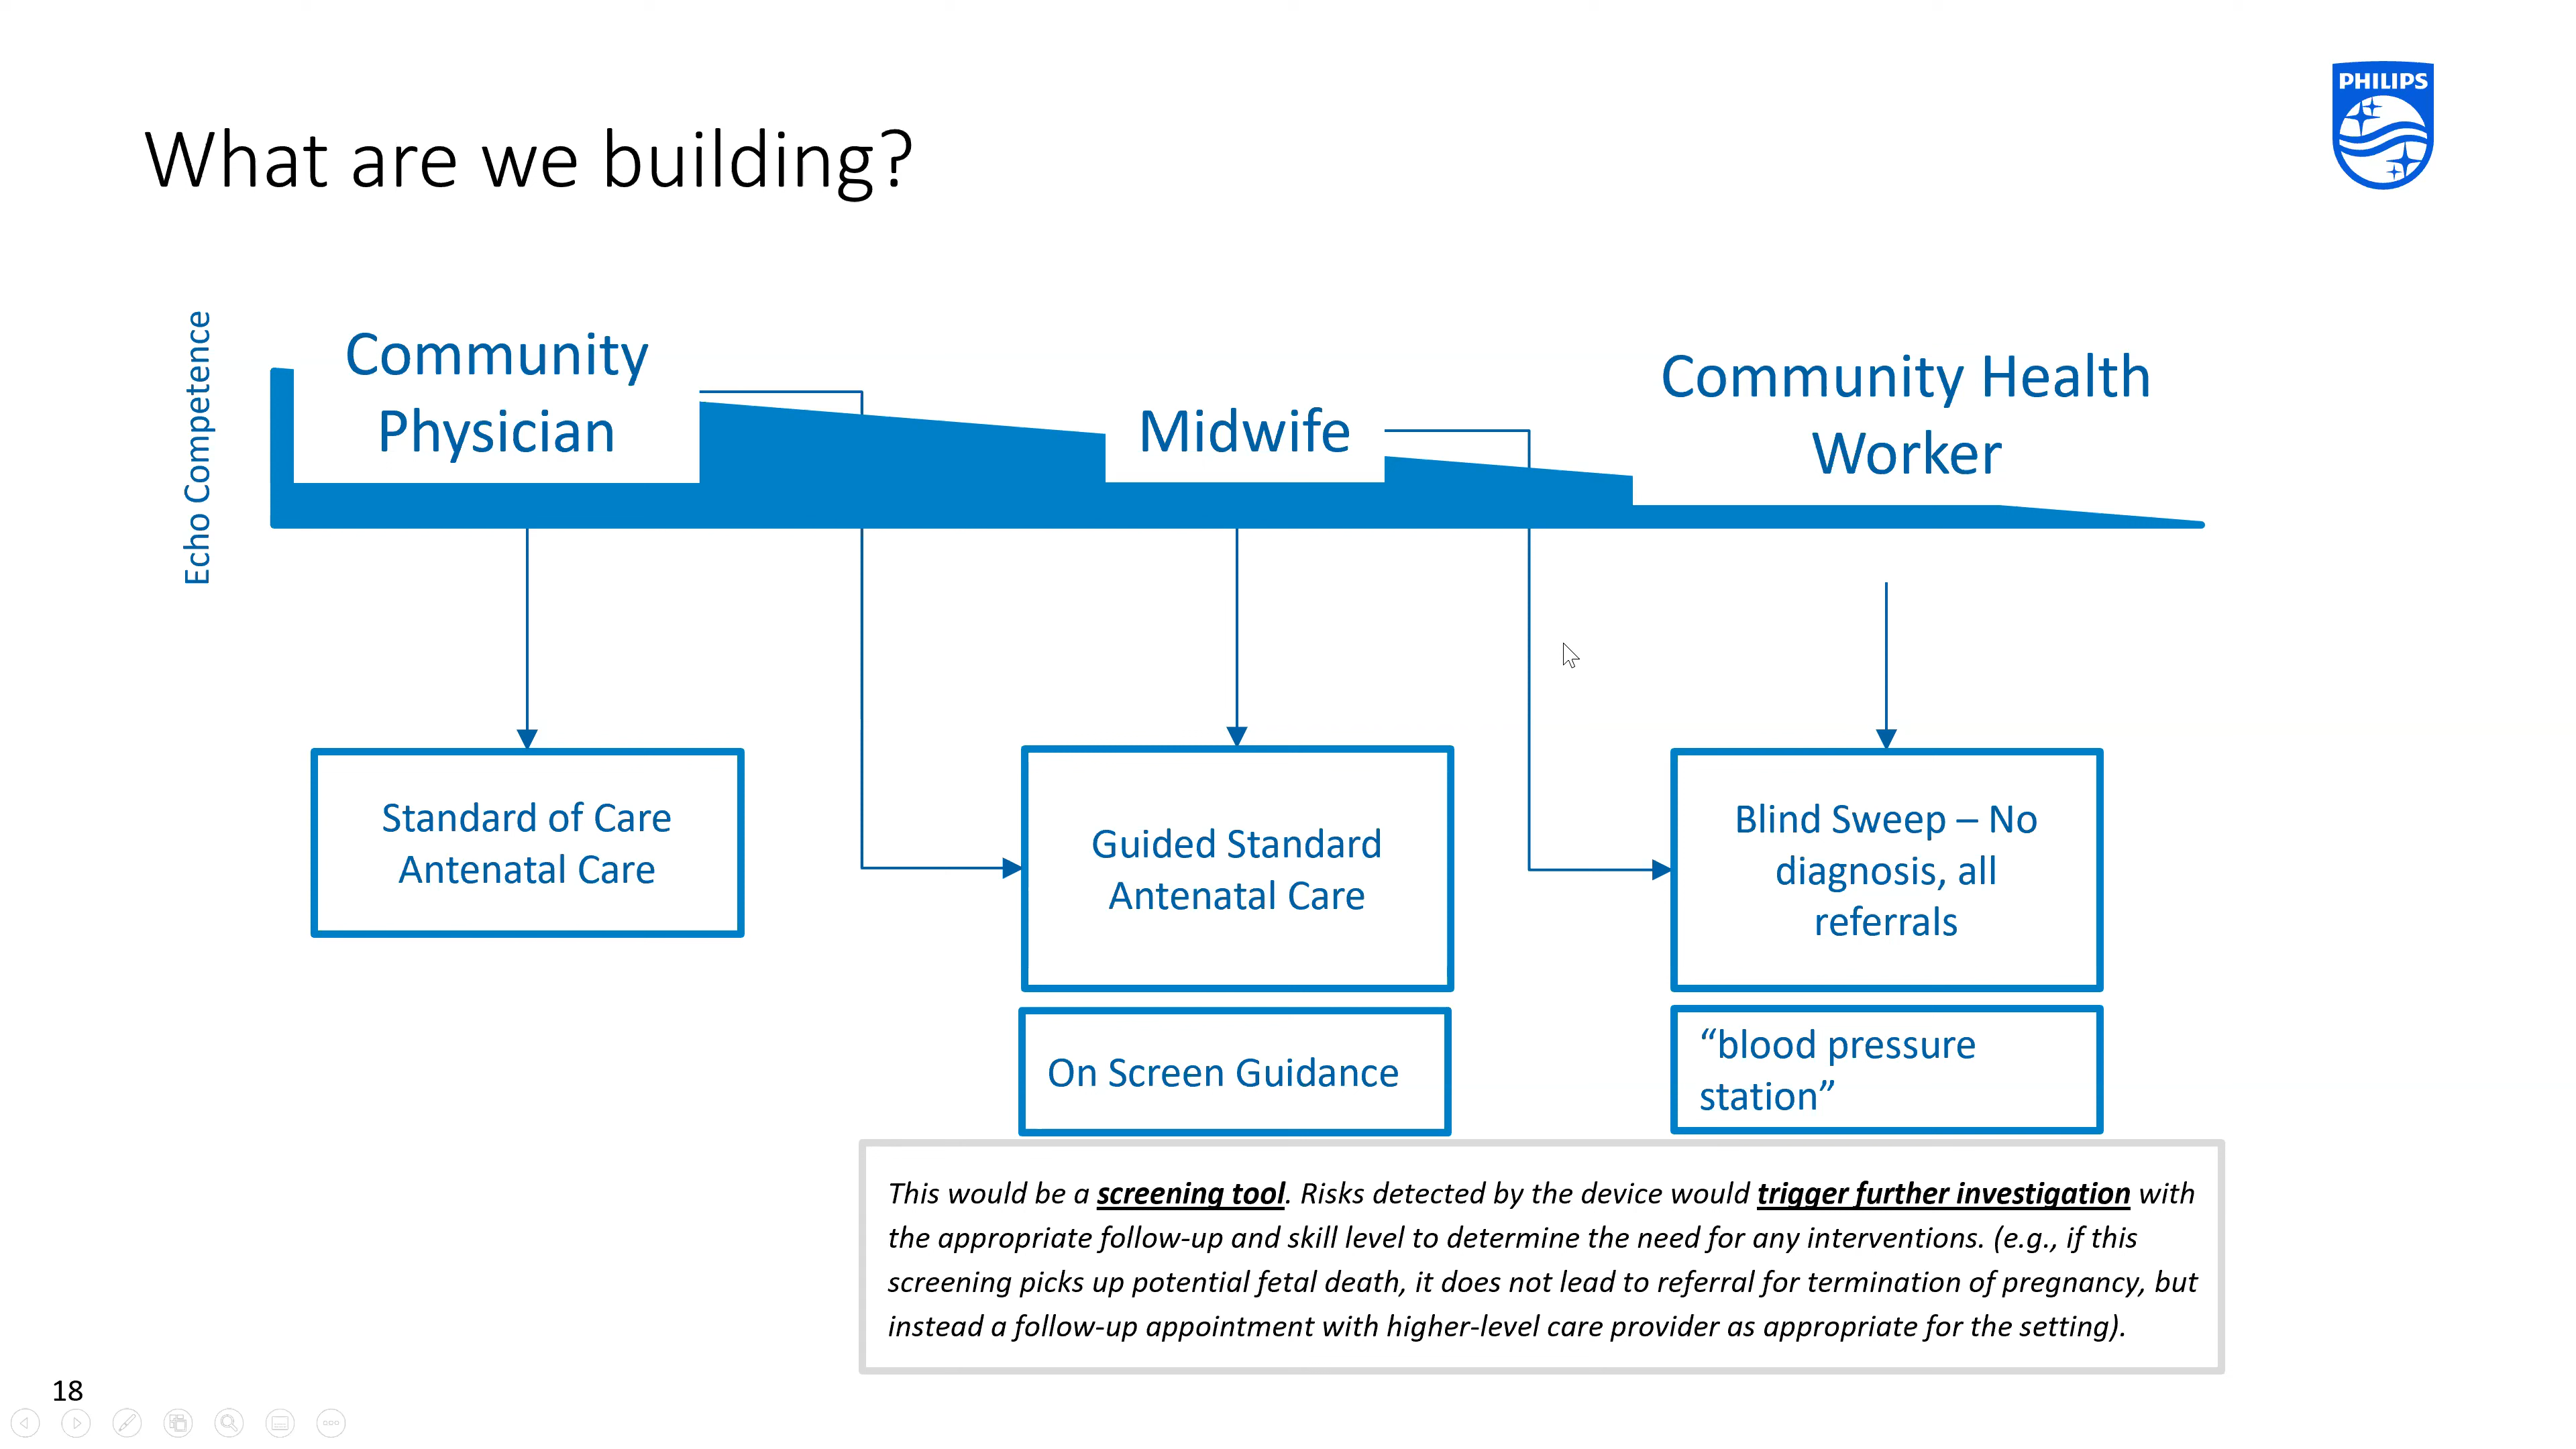 PHILIPS
What are we building?
Echo Competence
Community
Physician
Midwife
Community Health
Worker
Standard of Care
Antenatal Care
Guided Standard
Antenatal Care
Blind Sweep – No
diagnosis, all
referrals
On Screen Guidance
“blood pressure
station”
This would be a screening tool. Risks detected by the device would trigger further investigation with
the appropriate follow-up and skill level to determine the need for any interventions. (e.g., if this
screening picks up potential fetal death, it does not lead to referral for termination of pregnancy, but
instead a follow-up appointment with higher-level care provider as appropriate for the setting).
18